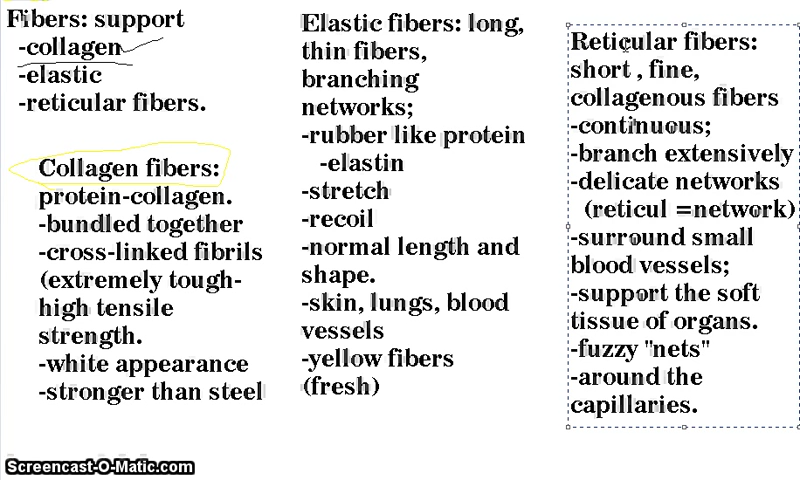 Fibers: support
-collagen
-elastic
-reticular fibers.
Collagen fibers:
protein-collagen.
-bundled together
-cross-linked fibrils
(extremely tough-
high tensile
strength.
-white appearance
-stronger than steel
Elastic fibers: long,
thin fibers,
branching
networks;
-rubber like protein
-elastin
-stretch
-recoil
-normal length and
shape.
-skin, lungs, blood
vessels
-yellow fibers
(fresh)
Reticular fibers:
short , fine,
collagenous fibers
-continuous;
-branch extensively
-delicate networks
(reticul =network)
-surround small
blood vessels;
-support the soft
tissue of organs.
-fuzzy "nets"
-around the
capillaries.
Screencast-O-Matic.com